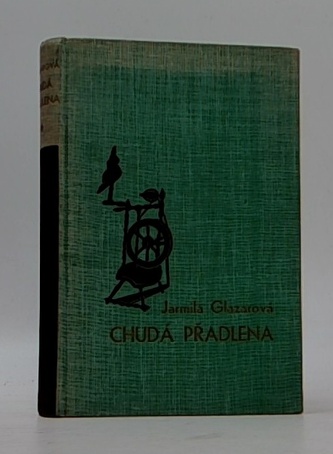 Jarmila Glazarová
CHUDÁ PŘADLENA